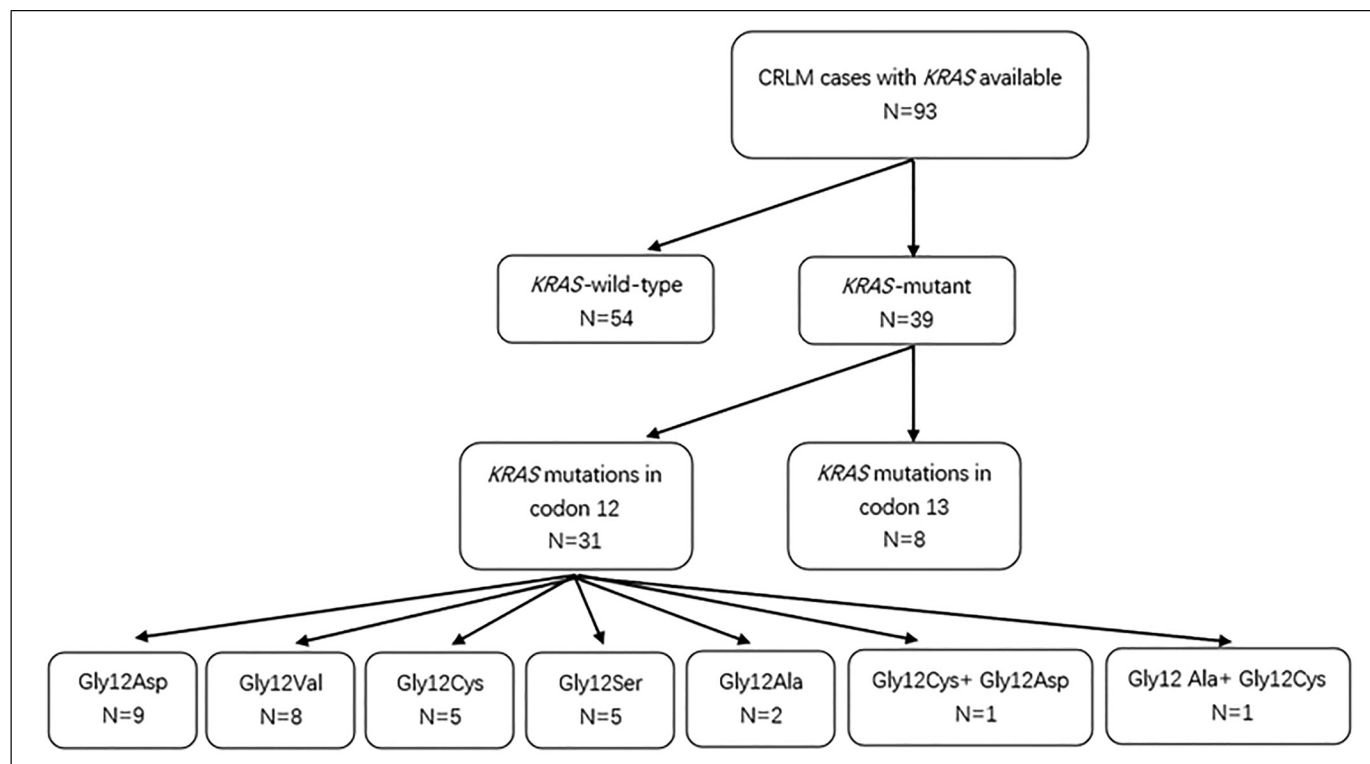 CRLM cases with KRAS available
N=93
KRAS-wild-type
N=54
KRAS-mutant
N=39
KRAS mutations in
codon 12
N=31
KRAS mutations in
codon 13
N=8
Gly12Asp
N=9
Gly12Val
N=8
Gly12Cys
N=5
Gly12Ser
N=5
Gly12Ala
N=2
Gly12Cys+ Gly12Asp
N=1
Gly12 Ala+ Gly12Cys
N=1